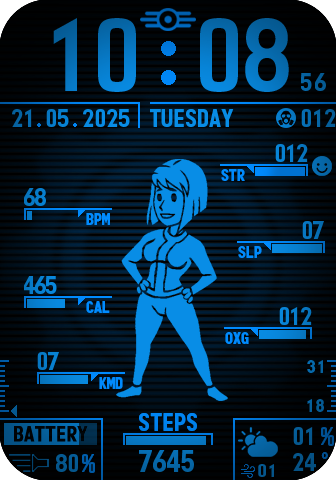 10:08 56
21.05.2025 TUESDAY 012
012
STR
68
BPM
07
SLP
465
CAL
012
OXG
07
KMD
31
18
BATTERY
80%
STEPS
7645
01 %
01 24 °